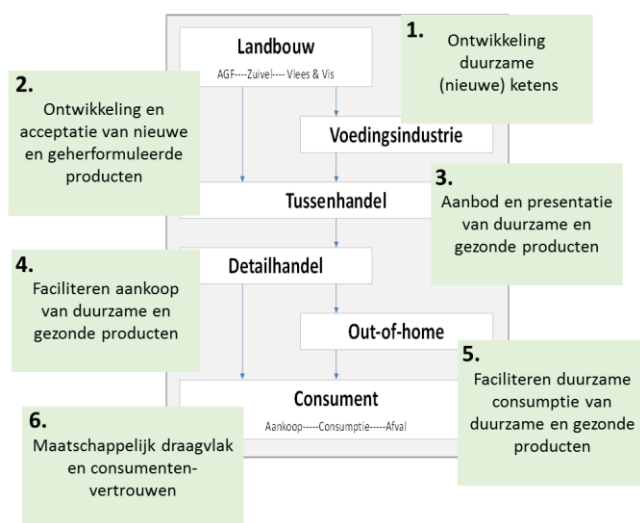 1.
Ontwikkeling
duurzame
(nieuwe) ketens
Landbouw
AGF----Zuivel---- Vlees & Vis
2.
Ontwikkeling en
acceptatie van nieuwe
en geherformuleerde
producten
Voedingsindustrie
3.
Aanbod en presentatie
van duurzame en
gezonde producten
Tussenhandel
4.
Faciliteren aankoop
van duurzame en
gezonde producten
Detailhandel
Out-of-home
5.
Faciliteren duurzame
consumptie van
duurzame en gezonde
producten
Consument
Aankoop-----Consumptie-----Afval
6.
Maatschappelijk draagvlak
en consumenten-
vertrouwen